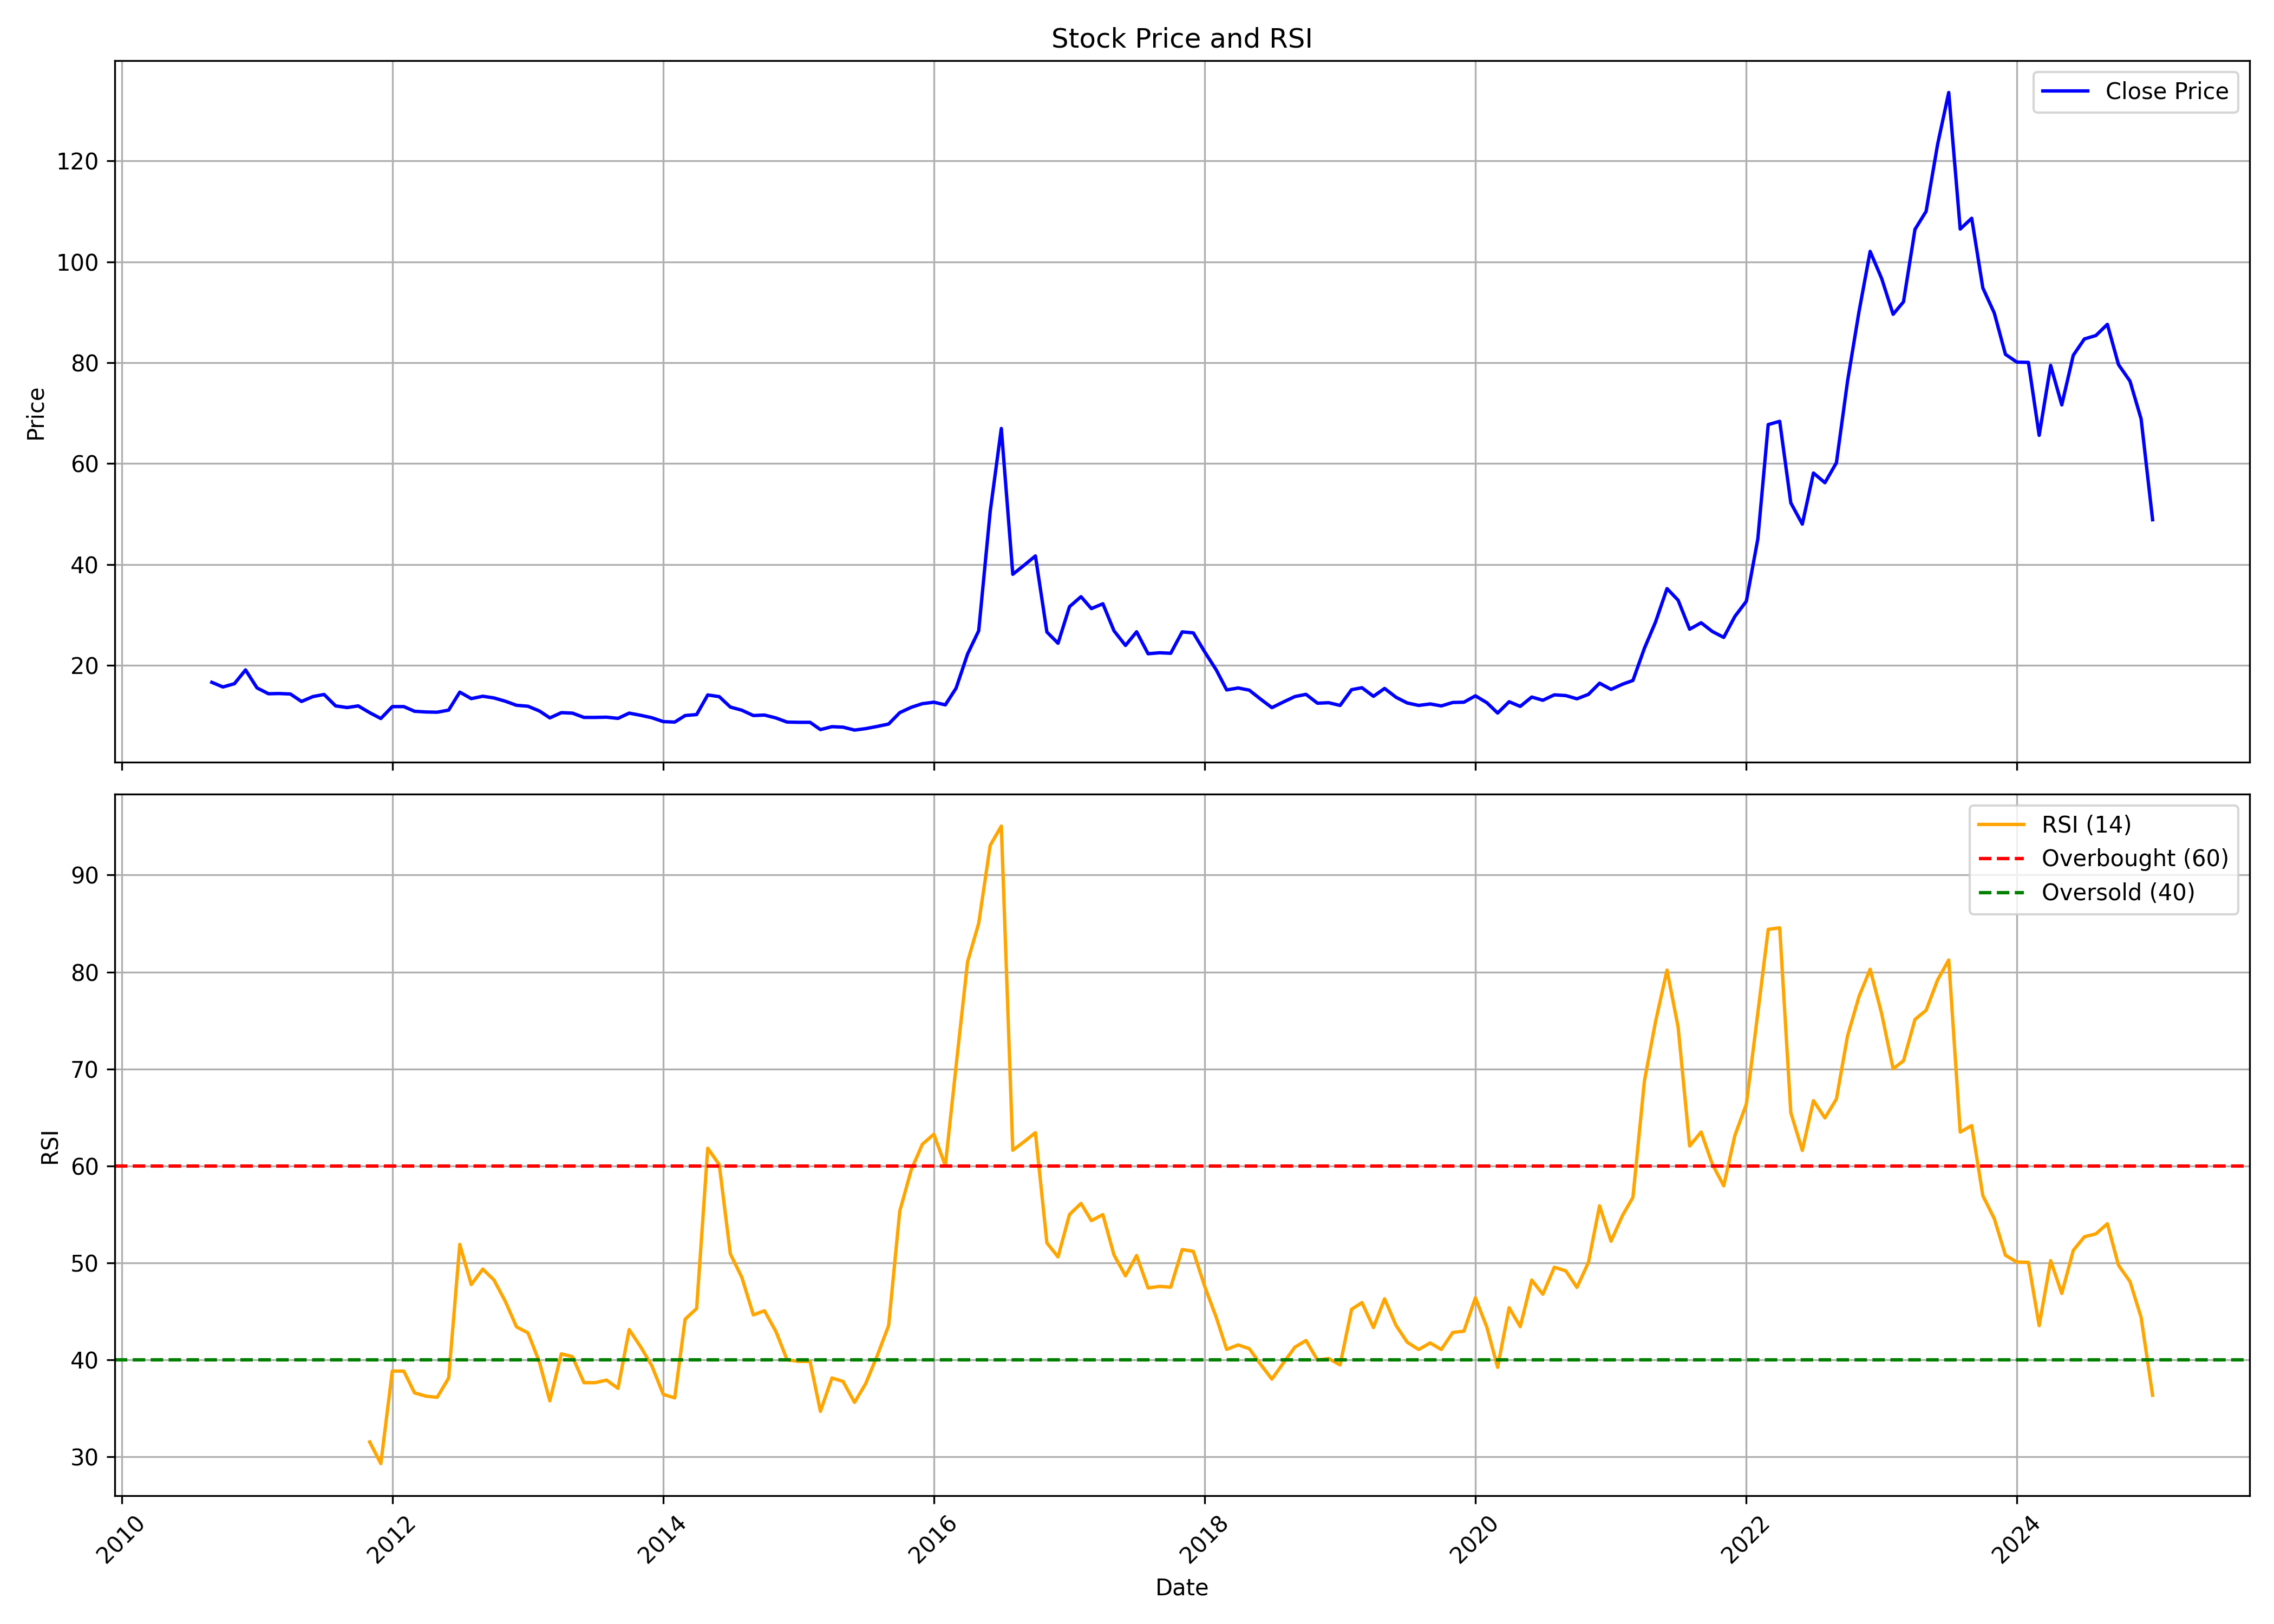 Stock Price and RSI
Close Price
120
100
80
60
40
20
Price
RSI (14)
Overbought (60)
Oversold (40)
90
80
70
60
50
40
30
RSI
2010
2012
2014
2016
2018
2020
2022
2024
Date